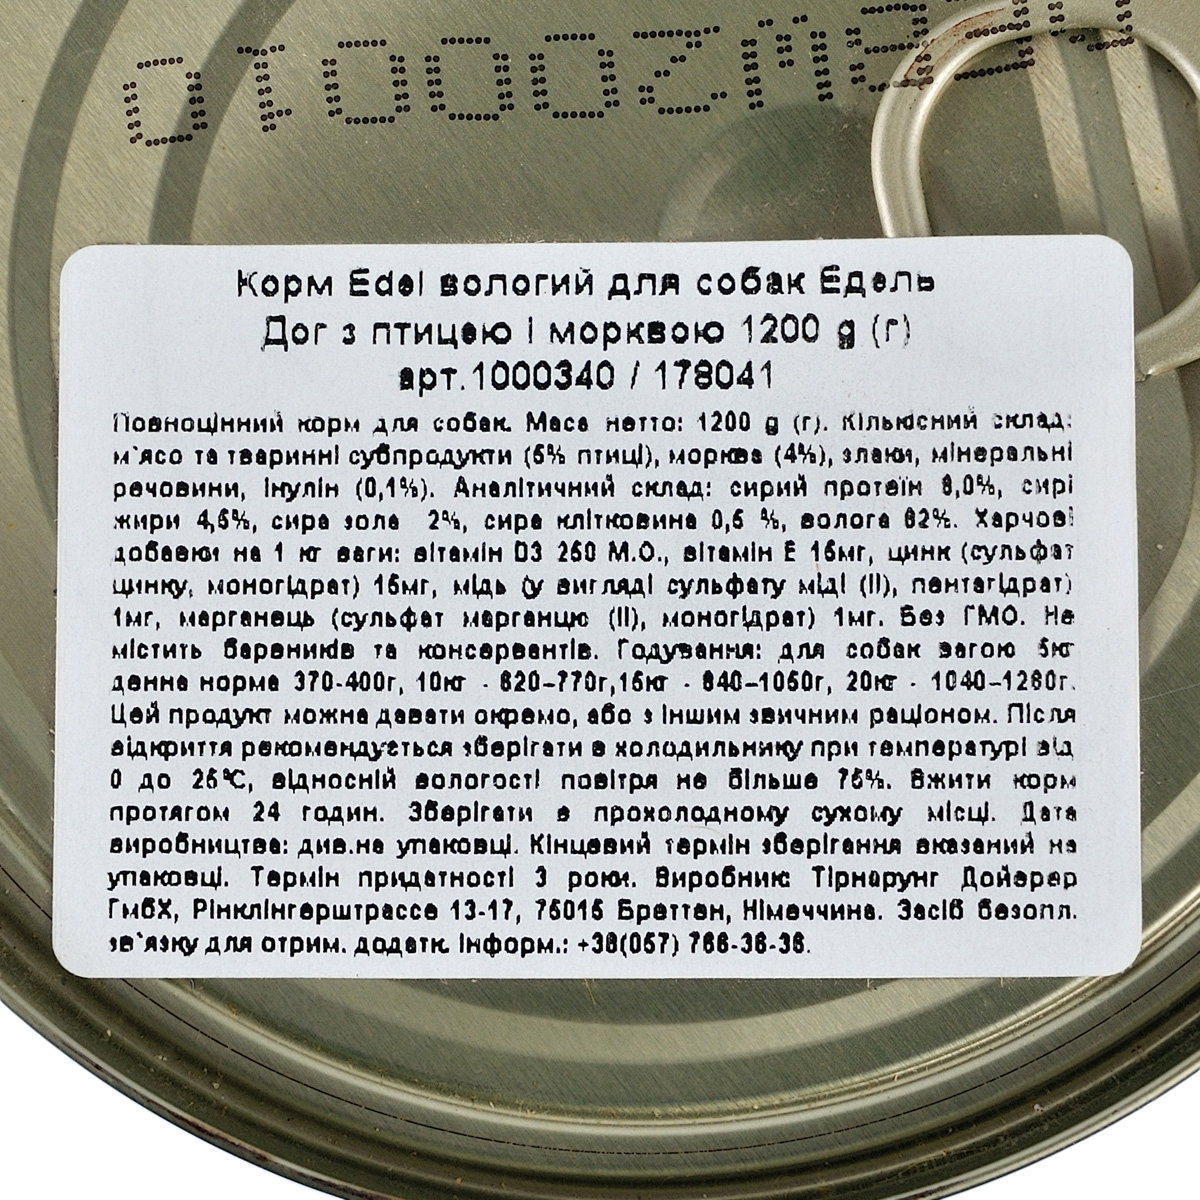 Корм Edel вологий для собак Едель
Дог з птицею і морквою 1200 g (г)
арт.1000340 / 178041
Повноцінний корм для собак. Маса нетто: 1200 g (г). Кількісний склад:
м`ясо та тваринні субпродукти (5% птиці), морква (4%), злаки, мінеральні
речовини, інулін (0,1%). Аналітичний склад: сирий протеїн 8,0%, сирі
жири 4,5%, сира зола 2%, сира клітковина 0,5 %, волога 82%. Харчові
добавки на 1 кг ваги: вітамін D3 250 М.О., вітамін Е 15мг, цинк (сульфат
цинку, моногідрат) 15мг, мідь (у вигляді сульфату міді (II), пентагідрат)
1мг, марганець (сульфат марганцю (II), моногідрат) 1мг. Без ГМО. Не
містить барвників та консервантів. Годування: для собак вагою 5кг
денна норма 370-400г, 10кг - 620-770г,15кг - 840-1050г, 20кг - 1040-1280г.
Цей продукт можна давати окремо, або з іншим звичним раціоном. Після
відкриття рекомендується зберігати в холодильнику при температурі від
0 до 25℃, відносній вологості повітря не більше 75%. Вжити корм
протягом 24 годин. Зберігати в прохолодному сухому місці. Дата
виробництва: див.на упаковці. Кінцевий термін зберігання вказаний на
упаковці. Термін придатності 3 роки. Виробник: Тірнарунг Дойерер
ГмбХ, Рінклінгерштрассе 13-17, 75015 Бреттен, Німеччина. Засіб безопл.
зв`язку для отрим. додатк. інформ.: +38(057) 766-36-36.